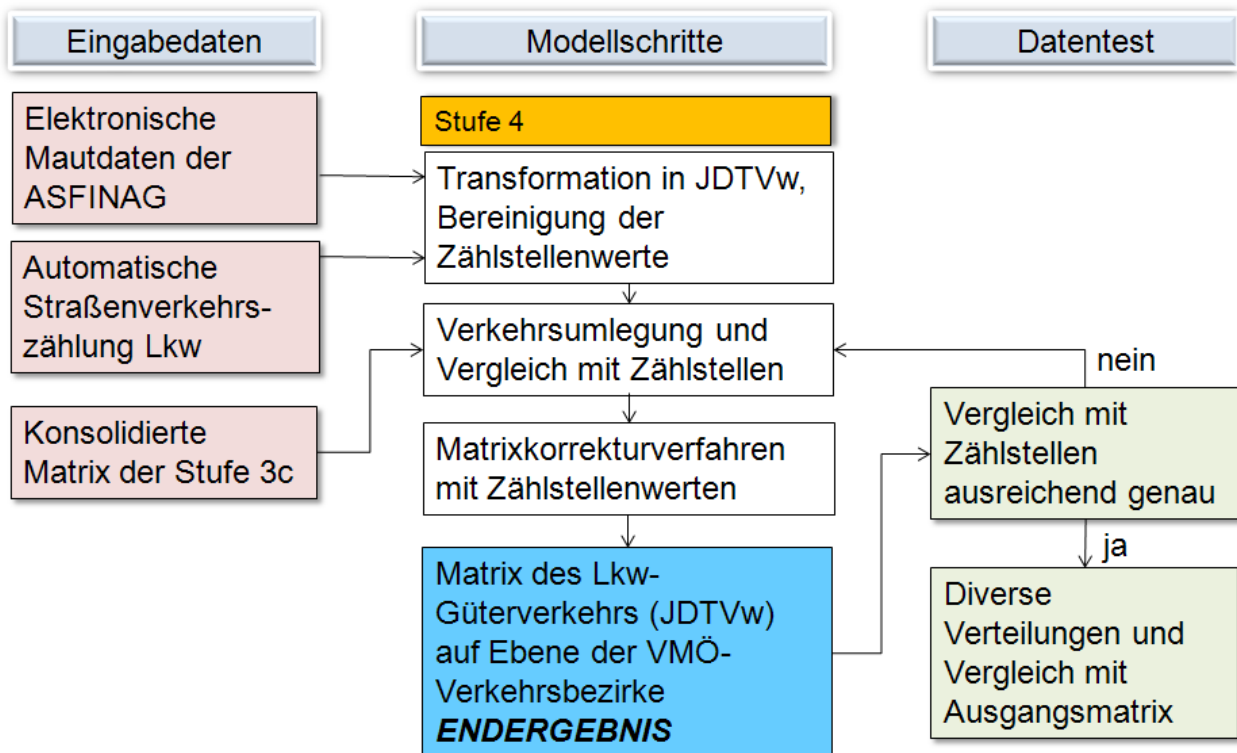 Eingabedaten
Modellschritte
Datentest
Elektronische
Mautdaten der
ASFINAG
Automatische
Straßenverkehrs-
zählung Lkw
Konsolidierte
Matrix der Stufe 3c
Stufe 4
Transformation in JDTVw,
Bereinigung der
Zählstellenwerte
Verkehrsumlegung und
Vergleich mit Zählstellen
Matrixkorrekturverfahren
mit Zählstellenwerten
Matrix des Lkw-
Güterverkehrs (JDTVw)
auf Ebene der VMÖ-
Verkehrsbezirke
ENDERGEBNIS
nein
Vergleich mit
Zählstellen
ausreichend genau
ja
Diverse
Verteilungen und
Vergleich mit
Ausgangsmatrix